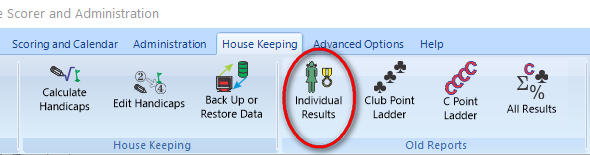 e Scorer and Administration
Scoring and Calendar Administration House Keeping Advanced Options Help
Calculate Handicaps
Edit Handicaps
Back Up or Restore Data
Individual Results
Club Point Ladder
C Point Ladder
All Results
House Keeping
Old Reports